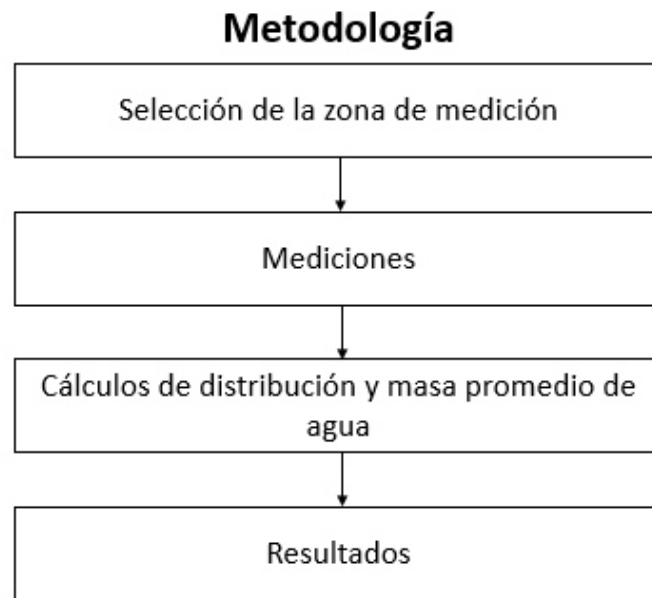 Metodología
Selección de la zona de medición
Mediciones
Cálculos de distribución y masa promedio de
agua
Resultados